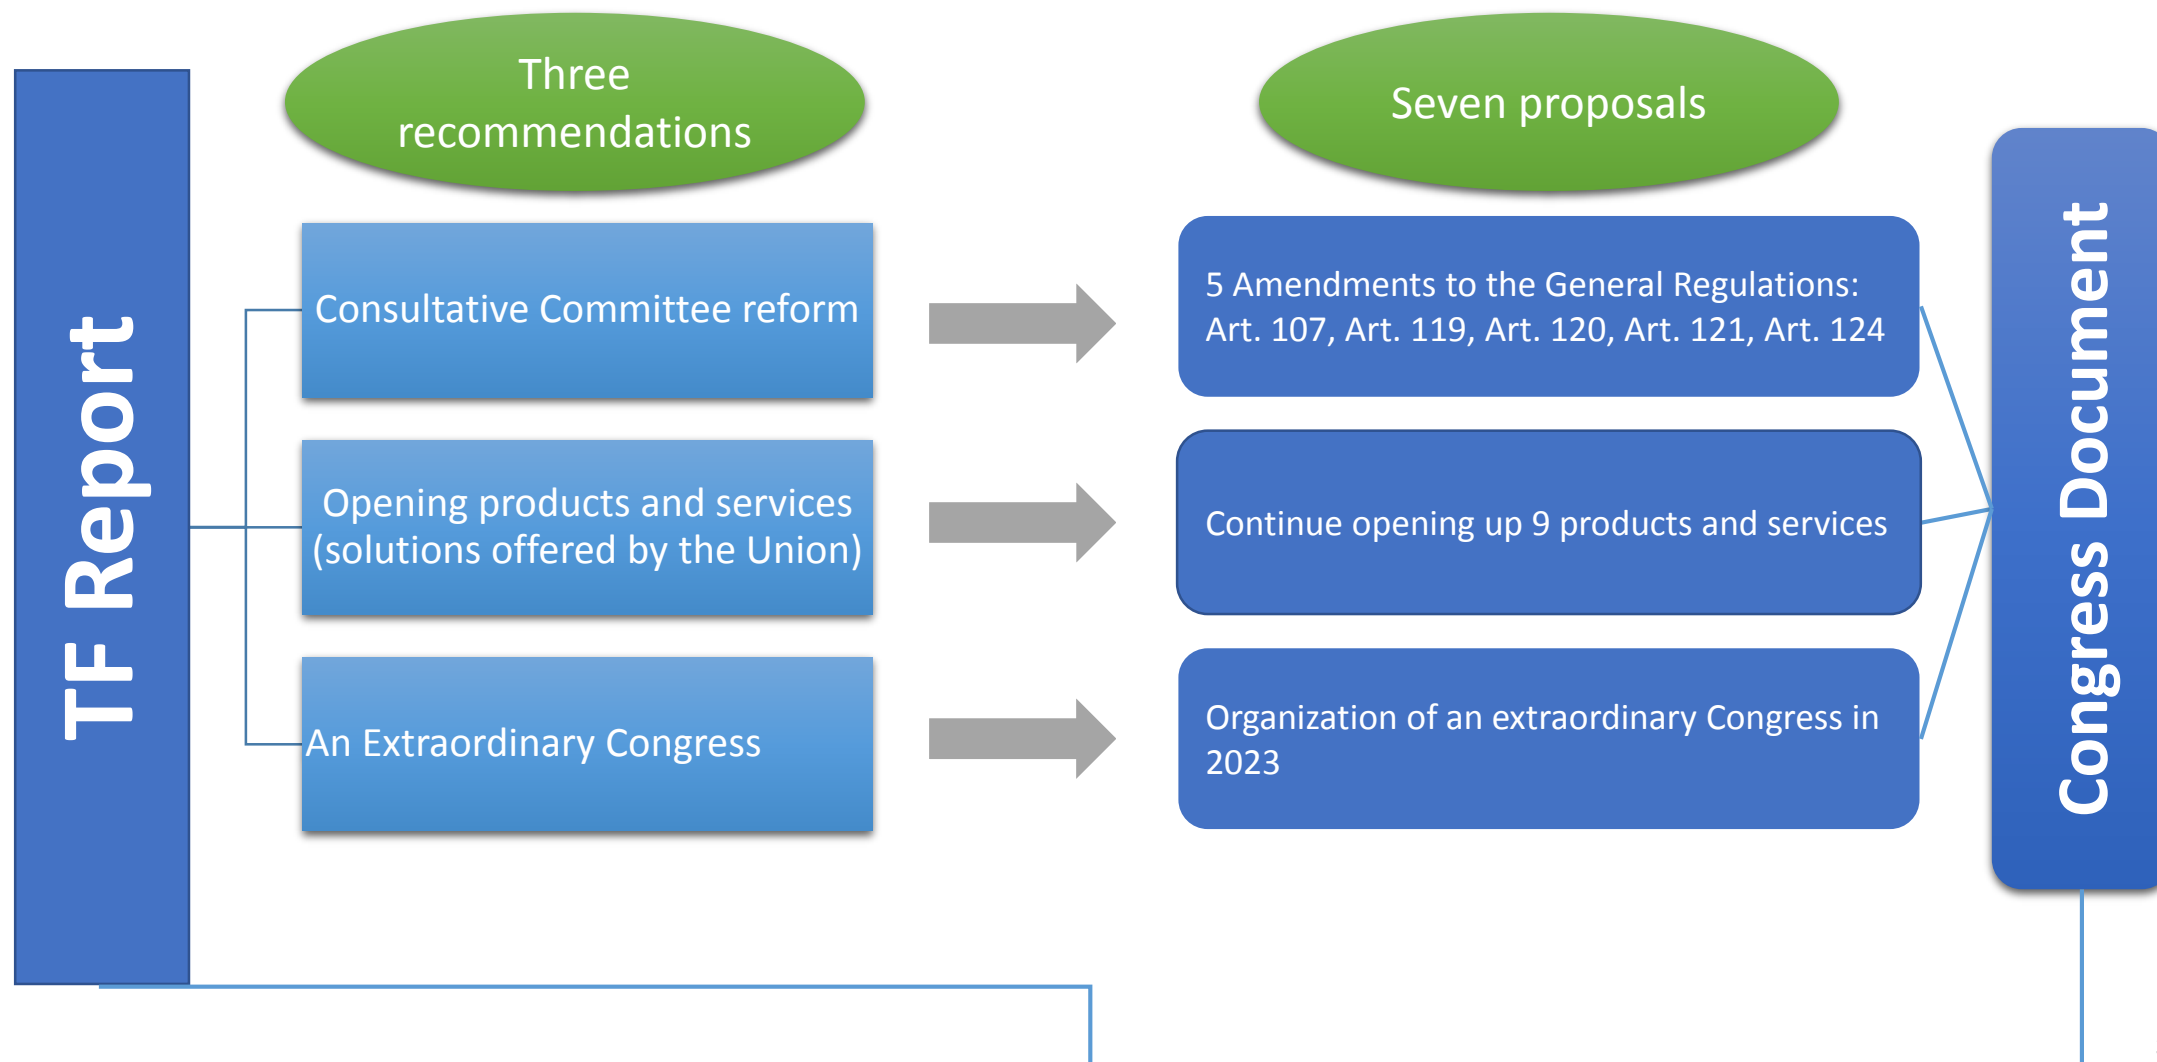 TF Report
Three
recommendations
Seven proposals
Consultative Committee reform
5 Amendments to the General Regulations:
Art. 107, Art. 119, Art. 120, Art. 121, Art. 124
Opening products and services
(solutions offered by the Union)
Continue opening up 9 products and services
An Extraordinary Congress
Organization of an extraordinary Congress in
2023
Congress Document